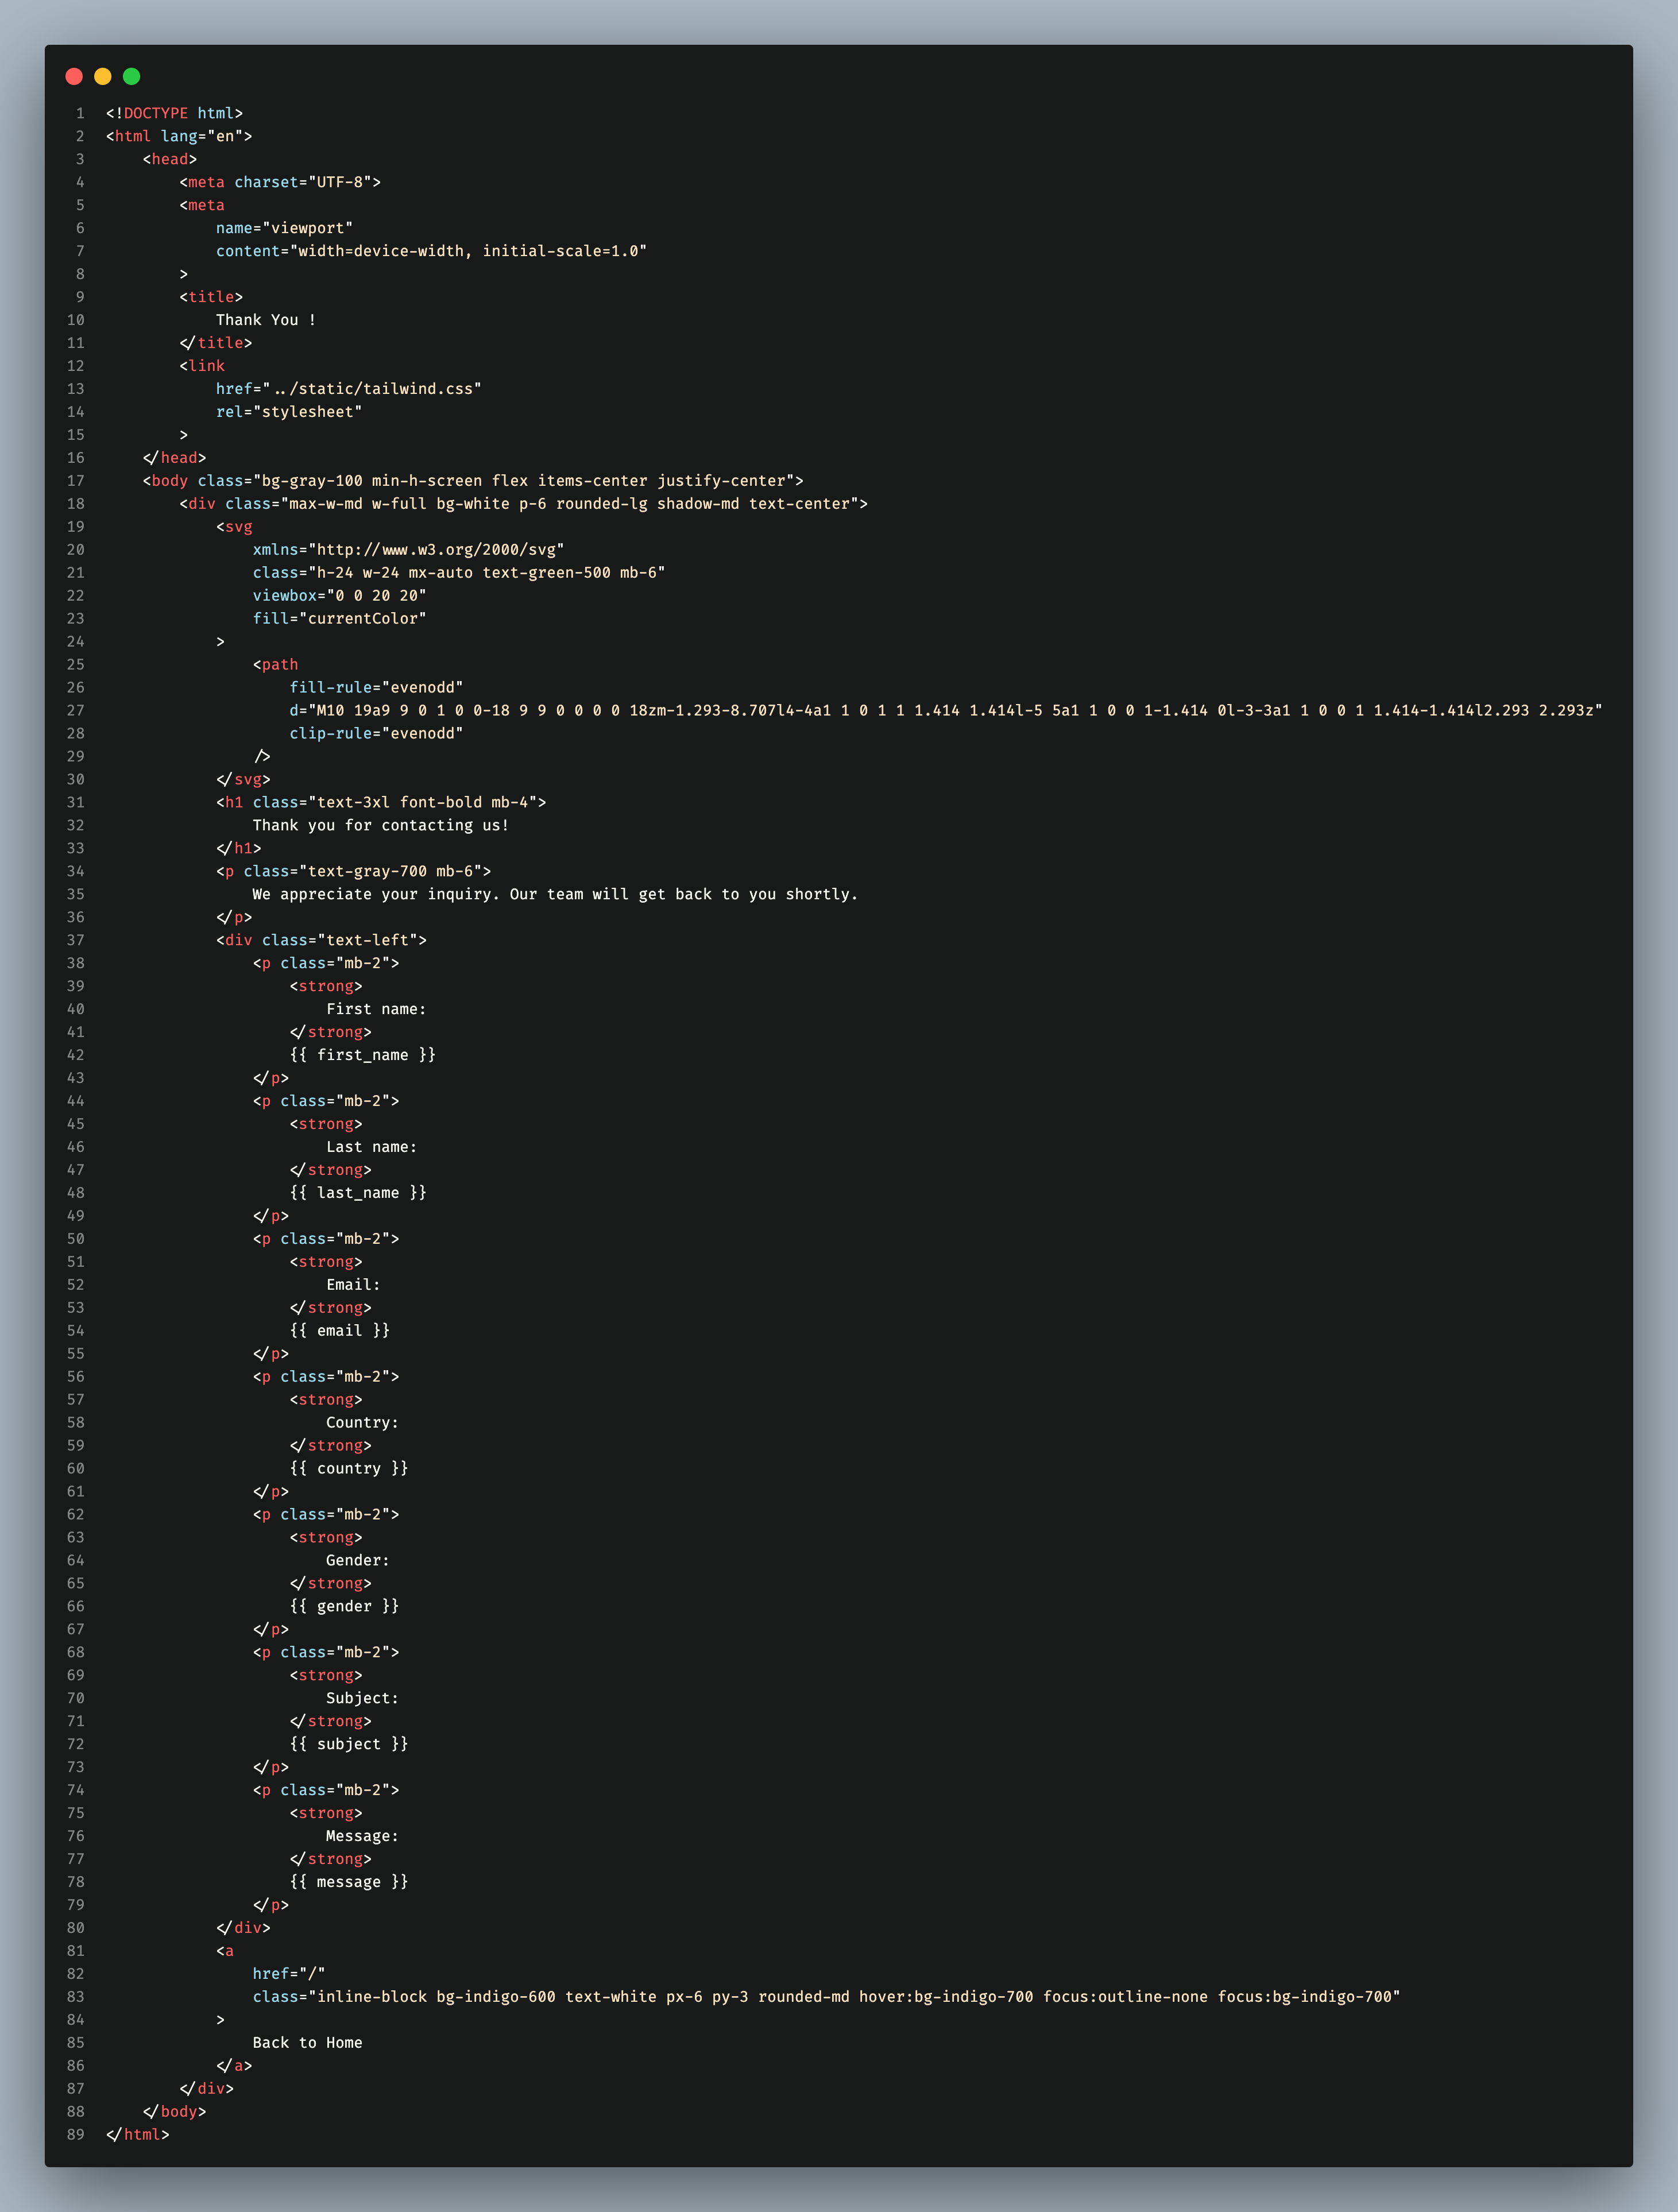 1 <!DOCTYPE html>
2 <html lang="en">
3     <head>
4         <meta charset="UTF-8">
5         <meta
6             name="viewport"
7             content="width=device-width, initial-scale=1.0"
8         >
9         <title>
10             Thank You !
11         </title>
12         <link
13             href="../static/tailwind.css"
14             rel="stylesheet"
15         >
16     </head>
17     <body class="bg-gray-100 min-h-screen flex items-center justify-center">
18         <div class="max-w-md w-full bg-white p-6 rounded-lg shadow-md text-center">
19             <svg
20                 xmlns="http://www.w3.org/2000/svg"
21                 class="h-24 w-24 mx-auto text-green-500 mb-6"
22                 viewbox="0 0 20 20"
23                 fill="currentColor"
24             >
25                 <path
26                     fill-rule="evenodd"
27                     d="M10 19a9 9 0 1 0 0-18 9 9 0 0 0 0 18zm-1.293-8.707l4-4a1 1 0 1 1 1.414 1.414l-5 5a1 1 0 0 1-1.414 0l-3-3a1 1 0 0 1 1.414-1.414l2.293 2.293z"
28                     clip-rule="evenodd"
29                 />
30             </svg>
31             <h1 class="text-3xl font-bold mb-4">
32                 Thank you for contacting us!
33             </h1>
34             <p class="text-gray-700 mb-6">
35                 We appreciate your inquiry. Our team will get back to you shortly.
36             </p>
37             <div class="text-left">
38                 <p class="mb-2">
39                     <strong>
40                         First name:
41                     </strong>
42                     {{ first_name }}
43                 </p>
44                 <p class="mb-2">
45                     <strong>
46                         Last name:
47                     </strong>
48                     {{ last_name }}
49                 </p>
50                 <p class="mb-2">
51                     <strong>
52                         Email:
53                     </strong>
54                     {{ email }}
55                 </p>
56                 <p class="mb-2">
57                     <strong>
58                         Country:
59                     </strong>
60                     {{ country }}
61                 </p>
62                 <p class="mb-2">
63                     <strong>
64                         Gender:
65                     </strong>
66                     {{ gender }}
67                 </p>
68                 <p class="mb-2">
69                     <strong>
70                         Subject:
71                     </strong>
72                     {{ subject }}
73                 </p>
74                 <p class="mb-2">
75                     <strong>
76                         Message:
77                     </strong>
78                     {{ message }}
79                 </p>
80             </div>
81             <a
82                 href="/"
83                 class="inline-block bg-indigo-600 text-white px-6 py-3 rounded-md hover:bg-indigo-700 focus:outline-none focus:bg-indigo-700"
84             >
85                 Back to Home
86             </a>
87         </div>
88     </body>
89 </html>